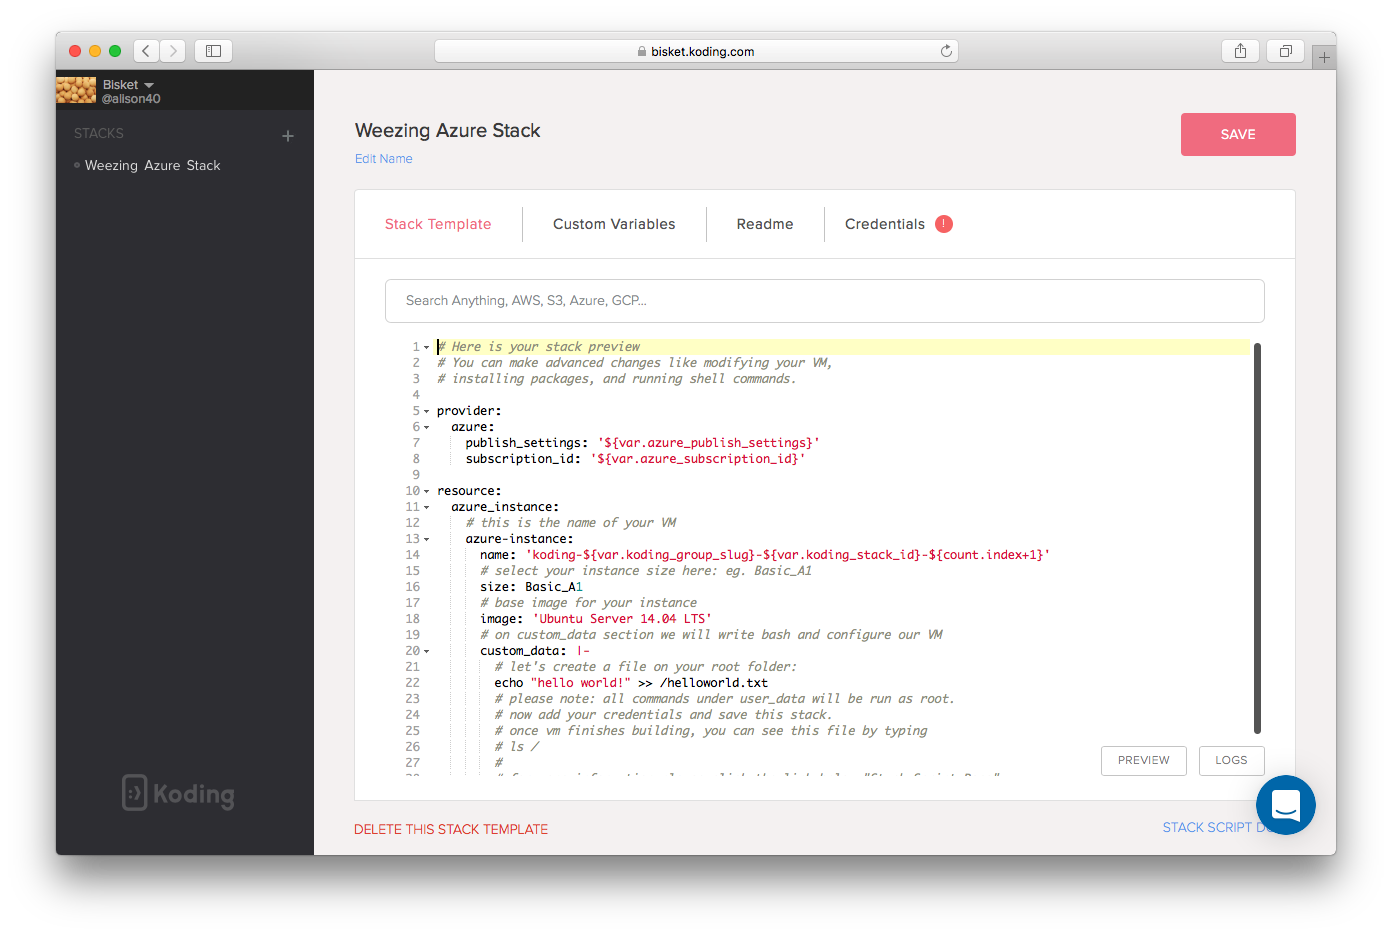 bisket.koding.com
Bisket
@alison40
STACKS
Weezing Azure Stack
Koding
Weezing Azure Stack
Edit Name
SAVE
Stack Template
Custom Variables
Readme
Credentials !
Search Anything, AWS, S3, Azure, GCP...
1 # Here is your stack preview
2 # You can make advanced changes like modifying your VM,
3 # installing packages, and running shell commands.
4
5 provider:
6 azure:
7 publish_settings: '${var.azure_publish_settings}'
8 subscription_id: '${var.azure_subscription_id}'
9
10 resource:
11 azure_instance:
12 # this is the name of your VM
13 azure-instance:
14 name: 'koding-${var.koding_group_slug}-${var.koding_stack_id}-${count.index+1}'
15 # select your instance size here: eg. Basic_A1
16 size: Basic_A1
17 # base image for your instance
18 image: 'Ubuntu Server 14.04 LTS'
19 # on custom_data section we will write bash and configure our VM
20 custom_data: |-
21 # let's create a file on your root folder:
22 echo "hello world!" >> /helloworld.txt
23 # please note: all commands under user_data will be run as root.
24 # now add your credentials and save this stack.
25 # once vm finishes building, you can see this file by typing
26 # ls /
27 #
PREVIEW
LOGS
DELETE THIS STACK TEMPLATE
STACK SCRIPT